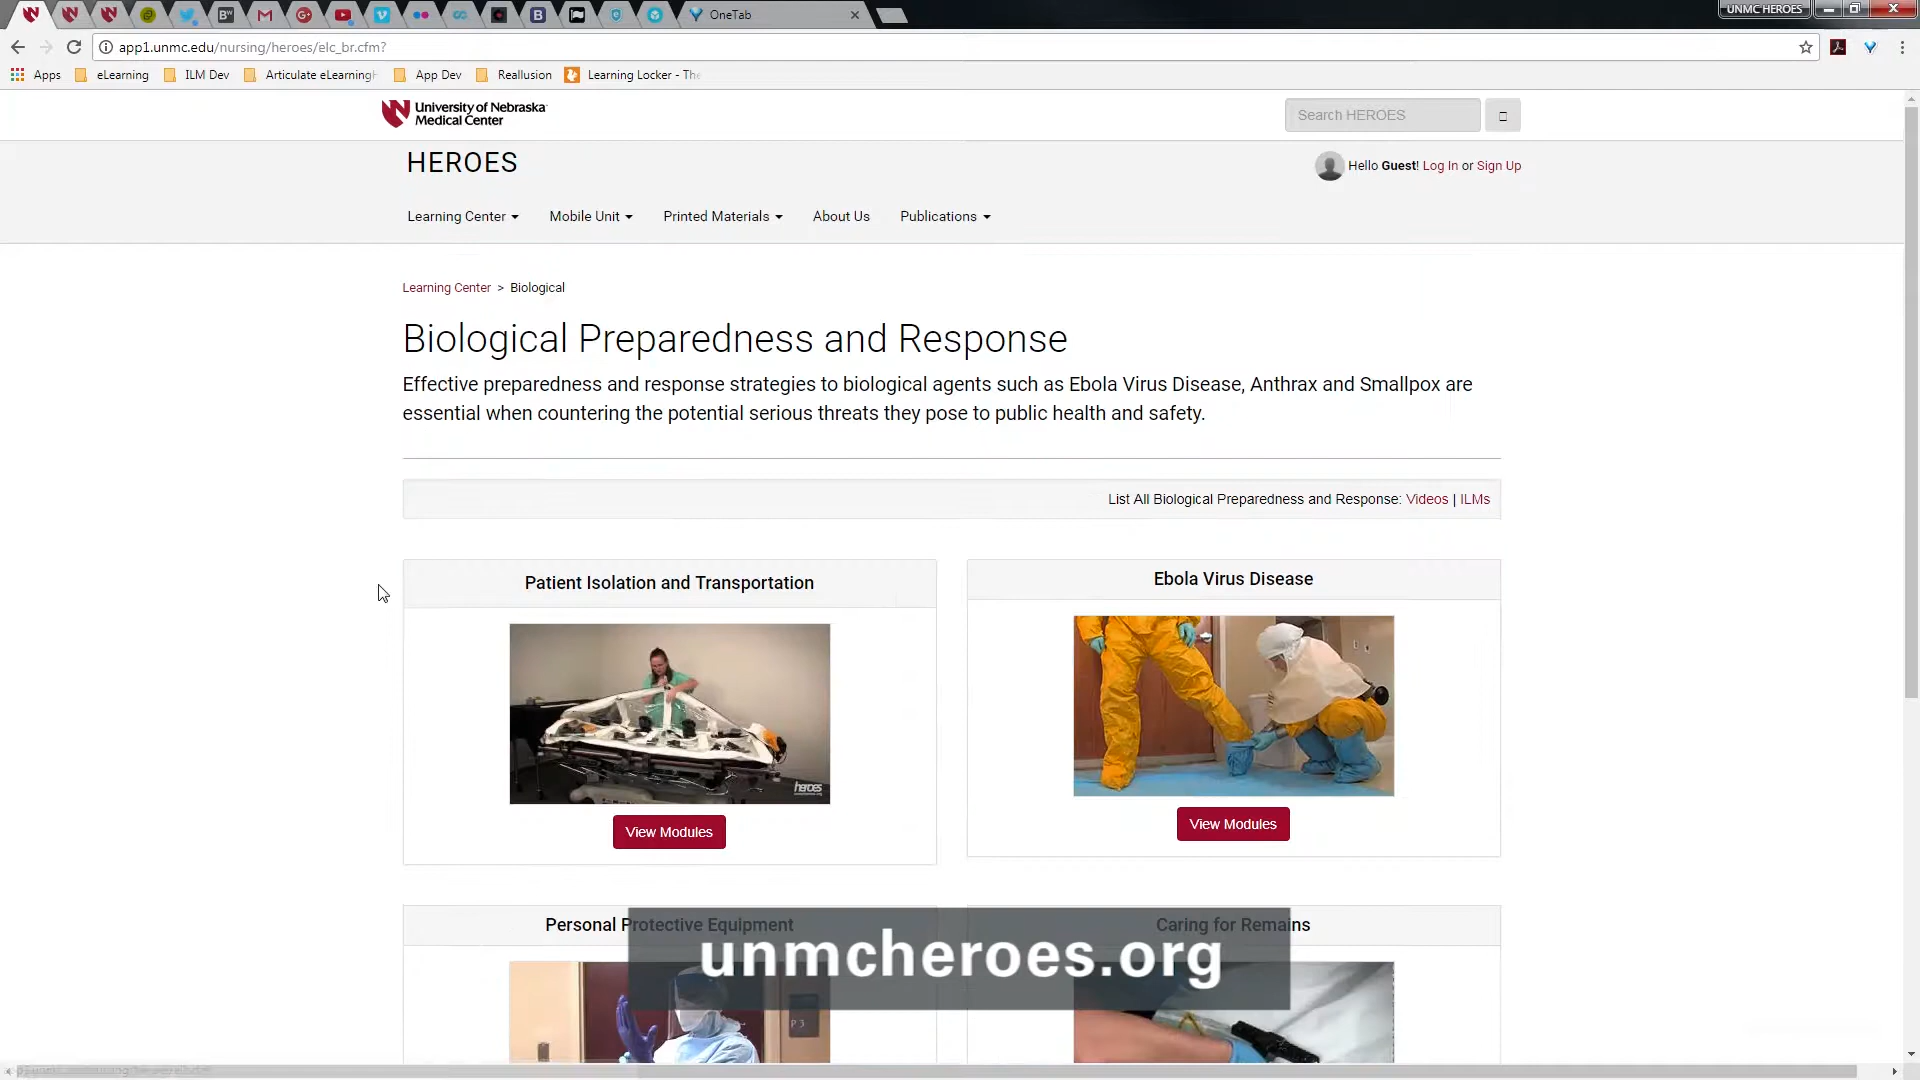 OneTab
UNMC HEROES
app1.unmc.edu/nursing/heroes/elc_br.cfm?
Apps eLearning ILM Dev Articulate eLearning App Dev Reallusion Learning Locker - The
University of Nebraska
Medical Center
Search HEROES
HEROES
Hello Guest! Log In or Sign Up
Learning Center Mobile Unit Printed Materials About Us Publications
Learning Center > Biological
Biological Preparedness and Response
Effective preparedness and response strategies to biological agents such as Ebola Virus Disease, Anthrax and Smallpox are
essential when countering the potential serious threats they pose to public health and safety.
List All Biological Preparedness and Response: Videos | ILMs
Patient Isolation and Transportation
Ebola Virus Disease
heroes
View Modules
View Modules
Personal Protective Equipment
Caring for Remains
unmcheroes.org
P 3